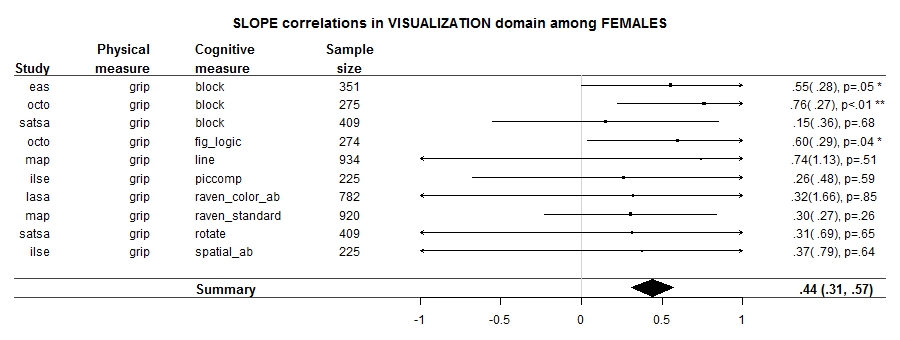 SLOPE correlations in VISUALIZATION domain among FEMALES
Physical Cognitive Sample
Study measure measure size
eas grip block 351 .55( .28), p=.05 *
octo grip block 275 .76( .27), p<.01 **
satsa grip block 409 .15( .36), p=.68
octo grip fig_logic 274 .60( .29), p=.04 *
map grip line 934 .74(1.13), p=.51
ilse grip piccomp 225 .26( .48), p=.59
lasa grip raven_color_ab 782 .32(1.66), p=.85
map grip raven_standard 920 .30( .27), p=.26
satsa grip rotate 409 .31( .69), p=.65
ilse grip spatial_ab 225 .37( .79), p=.64
Summary .44 (.31, .57)
-1 -0.5 0 0.5 1